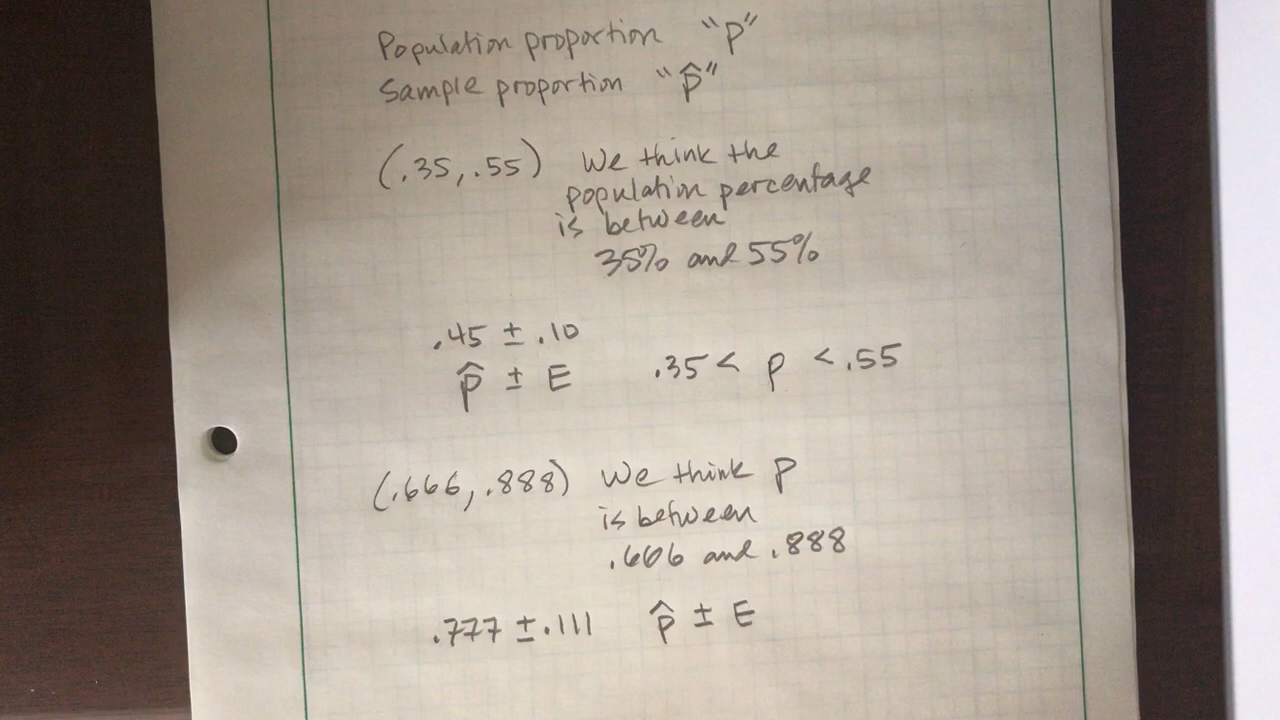 Population proportion "p"
Sample proportion "p̂"
(.35, .55) We think the
population percentage
is between
35% and 55%
.45 ± .10
p̂ ± E .35 < p < .55
(.666, .888) We think p
is between
.666 and .888
.777 ± .111 p̂ ± E